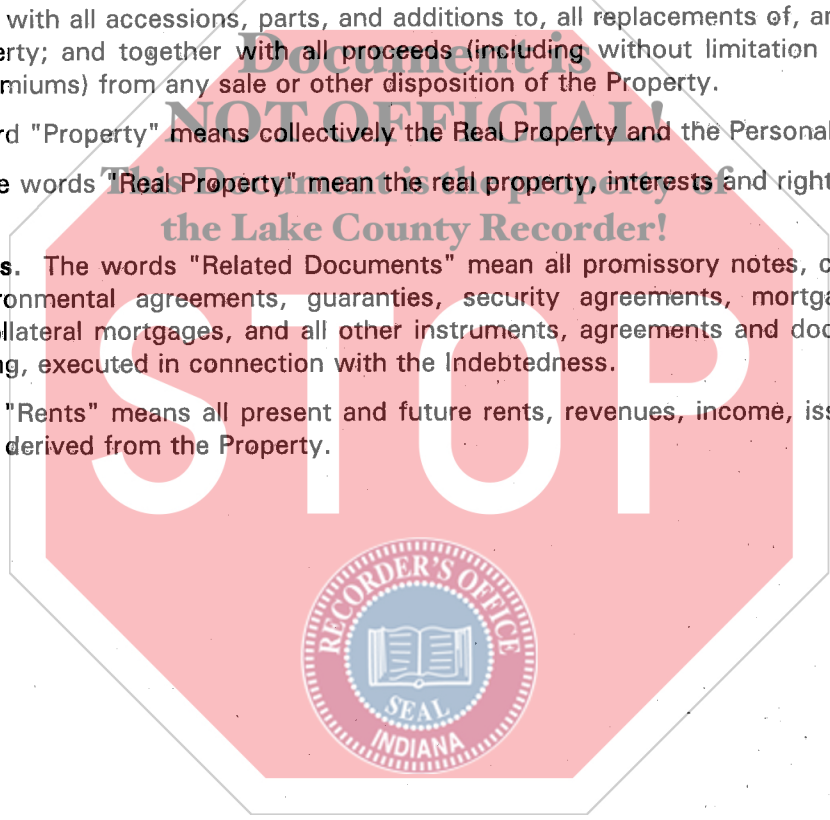 with all accessions, parts, and additions to, all replacements of, an
erty; and together with all proceeds (including without limitation
miums) from any sale or other disposition of the Property.
Document is
NOT OFFICIAL!
rd "Property" means collectively the Real Property and the Personal
This Document is the property of
e words "Real Property" mean the real property, interests and right
the Lake County Recorder!
s. The words "Related Documents" mean all promissory notes, c
ronmental agreements, guaranties, security agreements, mortga
llateral mortgages, and all other instruments, agreements and doc
g, executed in connection with the Indebtedness.
"Rents" means all present and future rents, revenues, income, iss
derived from the Property.
STOP
RECORDER'S OFFICE
SEAL
INDIANA